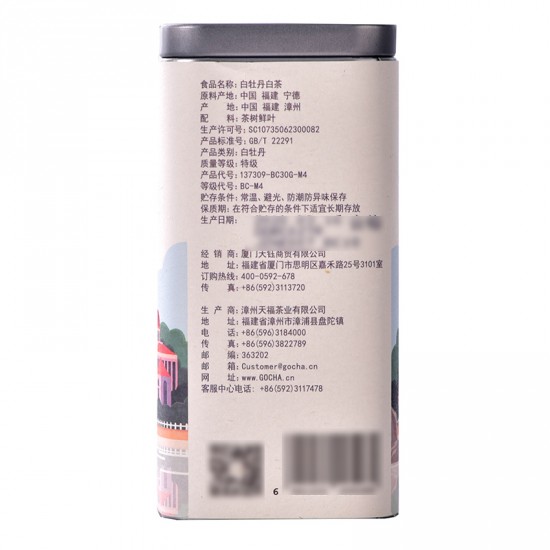 食品名称: 白牡丹白茶
原料产地: 中国 福建 宁德
产 地: 中国 福建 漳州
配 料: 茶树鲜叶
生产许可号: SC10735062300082
产品标准号: GB/T 22291
产品类别: 白牡丹
质量等级: 特级
产品代号: 137309-BC30G-M4
等级代号: BC-M4
贮存条件: 常温、避光、防潮防异味保存
保质期: 在符合贮存的条件下适宜长期存放
生产日期:
经 销 商: 厦门天钰商贸有限公司
地 址: 福建省厦门市思明区嘉禾路25号3101室
订购热线: 400-0592-678
传 真: +86(592)3113720
生 产 商: 漳州天福茶业有限公司
地 址: 福建省漳州市漳浦县盘陀镇
电 话: +86(596)3184000
传 真: +86(596)3822789
邮 编: 363202
邮 箱: Customer@gocha.cn
网 址: www.GOCHA.cn
客服中心电话: +86(592)3117478
6